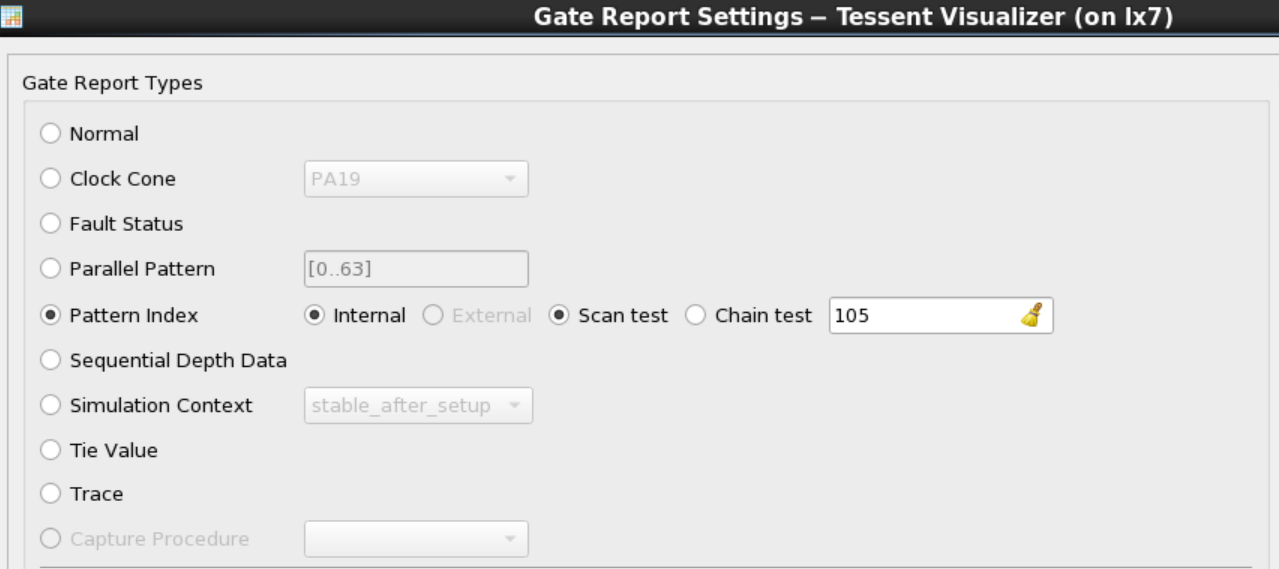 Gate Report Settings – Tessent Visualizer (on lx7)
Gate Report Types
Normal
Clock Cone PA19
Fault Status
Parallel Pattern [0..63]
Pattern Index Internal External Scan test Chain test 105
Sequential Depth Data
Simulation Context stable_after_setup
Tie Value
Trace
Capture Procedure